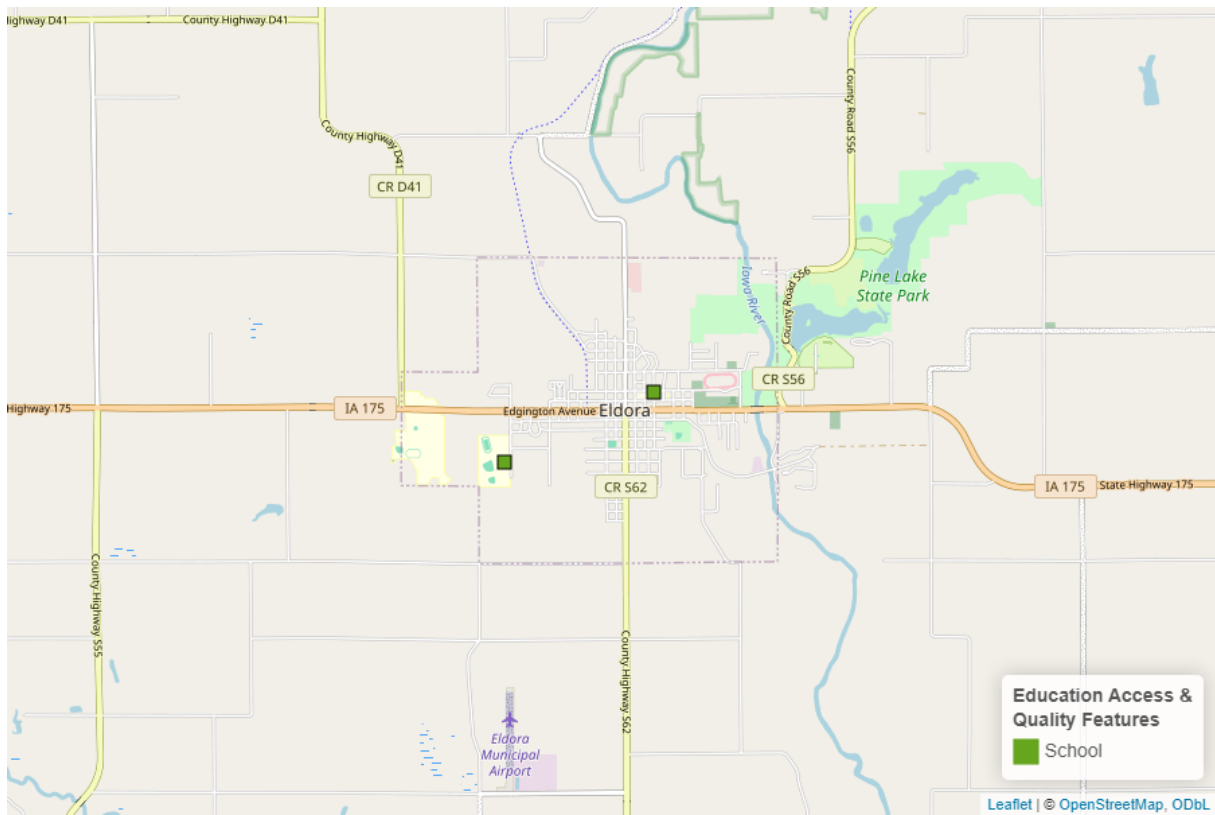 ighway D41
County Highway D41
County Highway D41
CR D41
County Road S56
Pine Lake
State Park
Iowa River
County Road S56
CR S56
Highway 175
IA 175
Edgington Avenue
Eldora
CR S62
IA 175
State Highway 175
County Highway S55
County Highway S62
Eldora
Municipal
Airport
Education Access &
Quality Features
School
Leaflet | © OpenStreetMap, ODbL